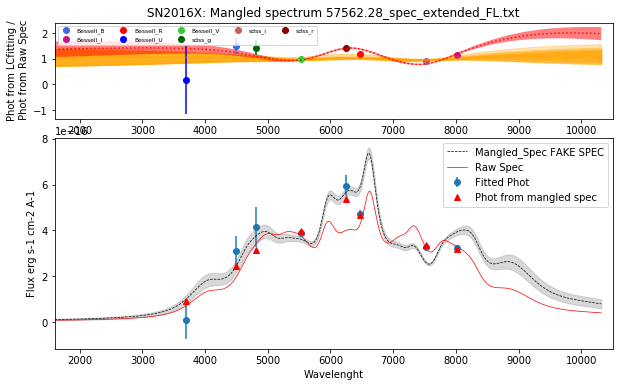 SN2016X: Mangled spectrum 57562.28_spec_extended_FL.txt
Phot from LCfitting /
Phot from Raw Spec
Bessell_B Bessell_R Bessell_V sdss_i sdss_r
Bessell_I Bessell_U sdss_g
2
1
0
−1
2000 3000 4000 5000 6000 7000 8000 9000 10000
1e−16
Flux erg s-1 cm-2 A-1
8
6
4
2
0
Mangled_Spec FAKE SPEC
Raw Spec
Fitted Phot
Phot from mangled spec
2000 3000 4000 5000 6000 7000 8000 9000 10000
Wavelenght